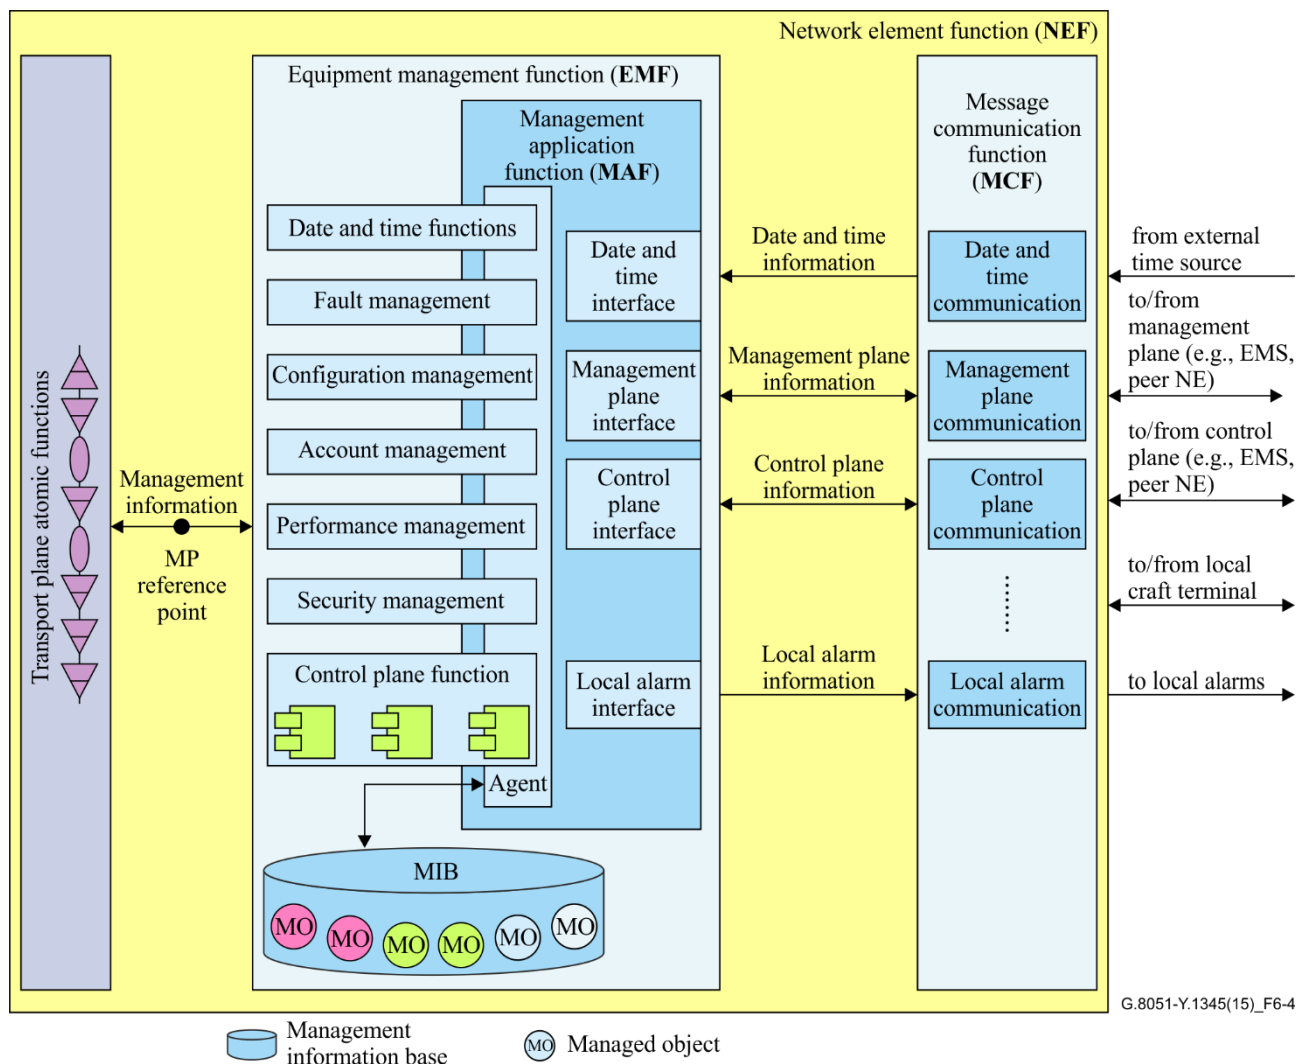 Network element function (NEF)
Equipment management function (EMF)
Management
application
function (MAF)
Message
communication
function
(MCF)
Transport plane atomic functions
Management
information
MP
reference
point
Date and time functions
Fault management
Configuration management
Account management
Performance management
Security management
Control plane function
Agent
Date and
time
interface
Management
plane
interface
Control
plane
interface
Local alarm
interface
Date and time
information
Management plane
information
Control plane
information
Local alarm
information
Date and
time
communication
Management
plane
communication
Control
plane
communication
Local alarm
communication
from external
time source
to/from
management
plane (e.g., EMS,
peer NE)
to/from control
plane (e.g., EMS,
peer NE)
to/from local
craft terminal
to local alarms
MIB
MO
MO
MO
MO
MO
MO
G.8051-Y.1345(15)_F6-4
Management
information base
MO
Managed object